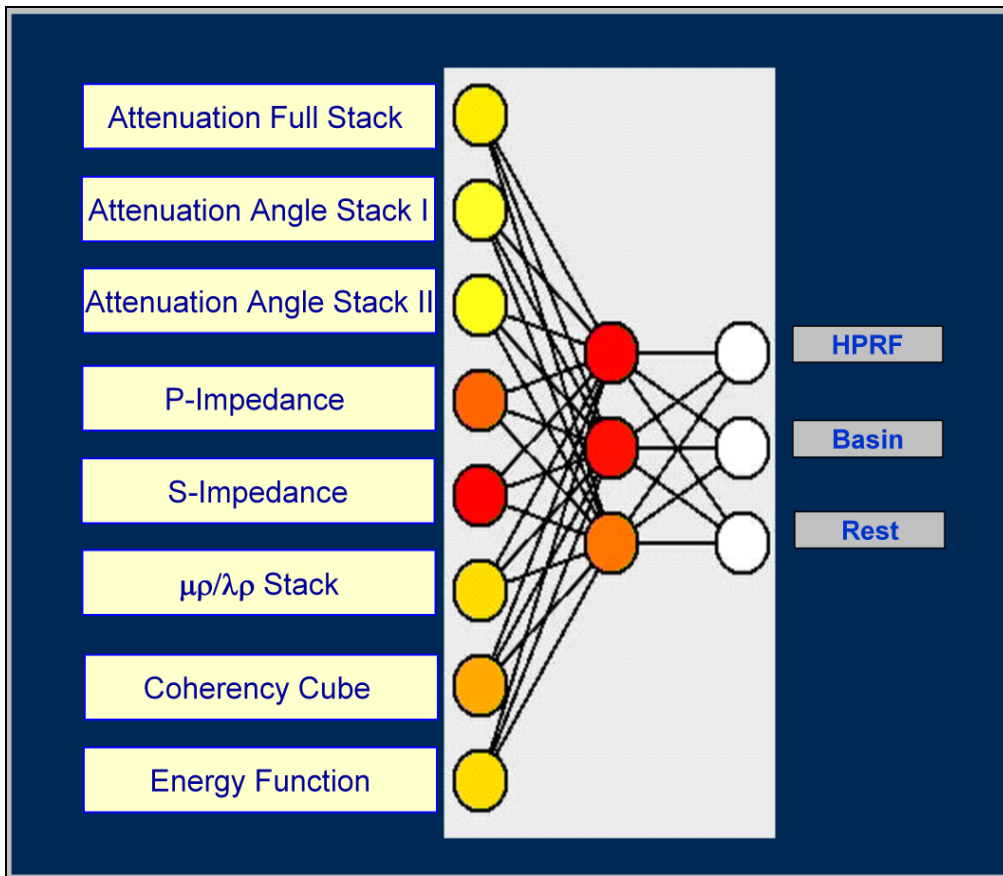 Attenuation Full Stack
Attenuation Angle Stack I
Attenuation Angle Stack II
P-Impedance
S-Impedance
μρ/λρ Stack
Coherency Cube
Energy Function
HPRF
Basin
Rest